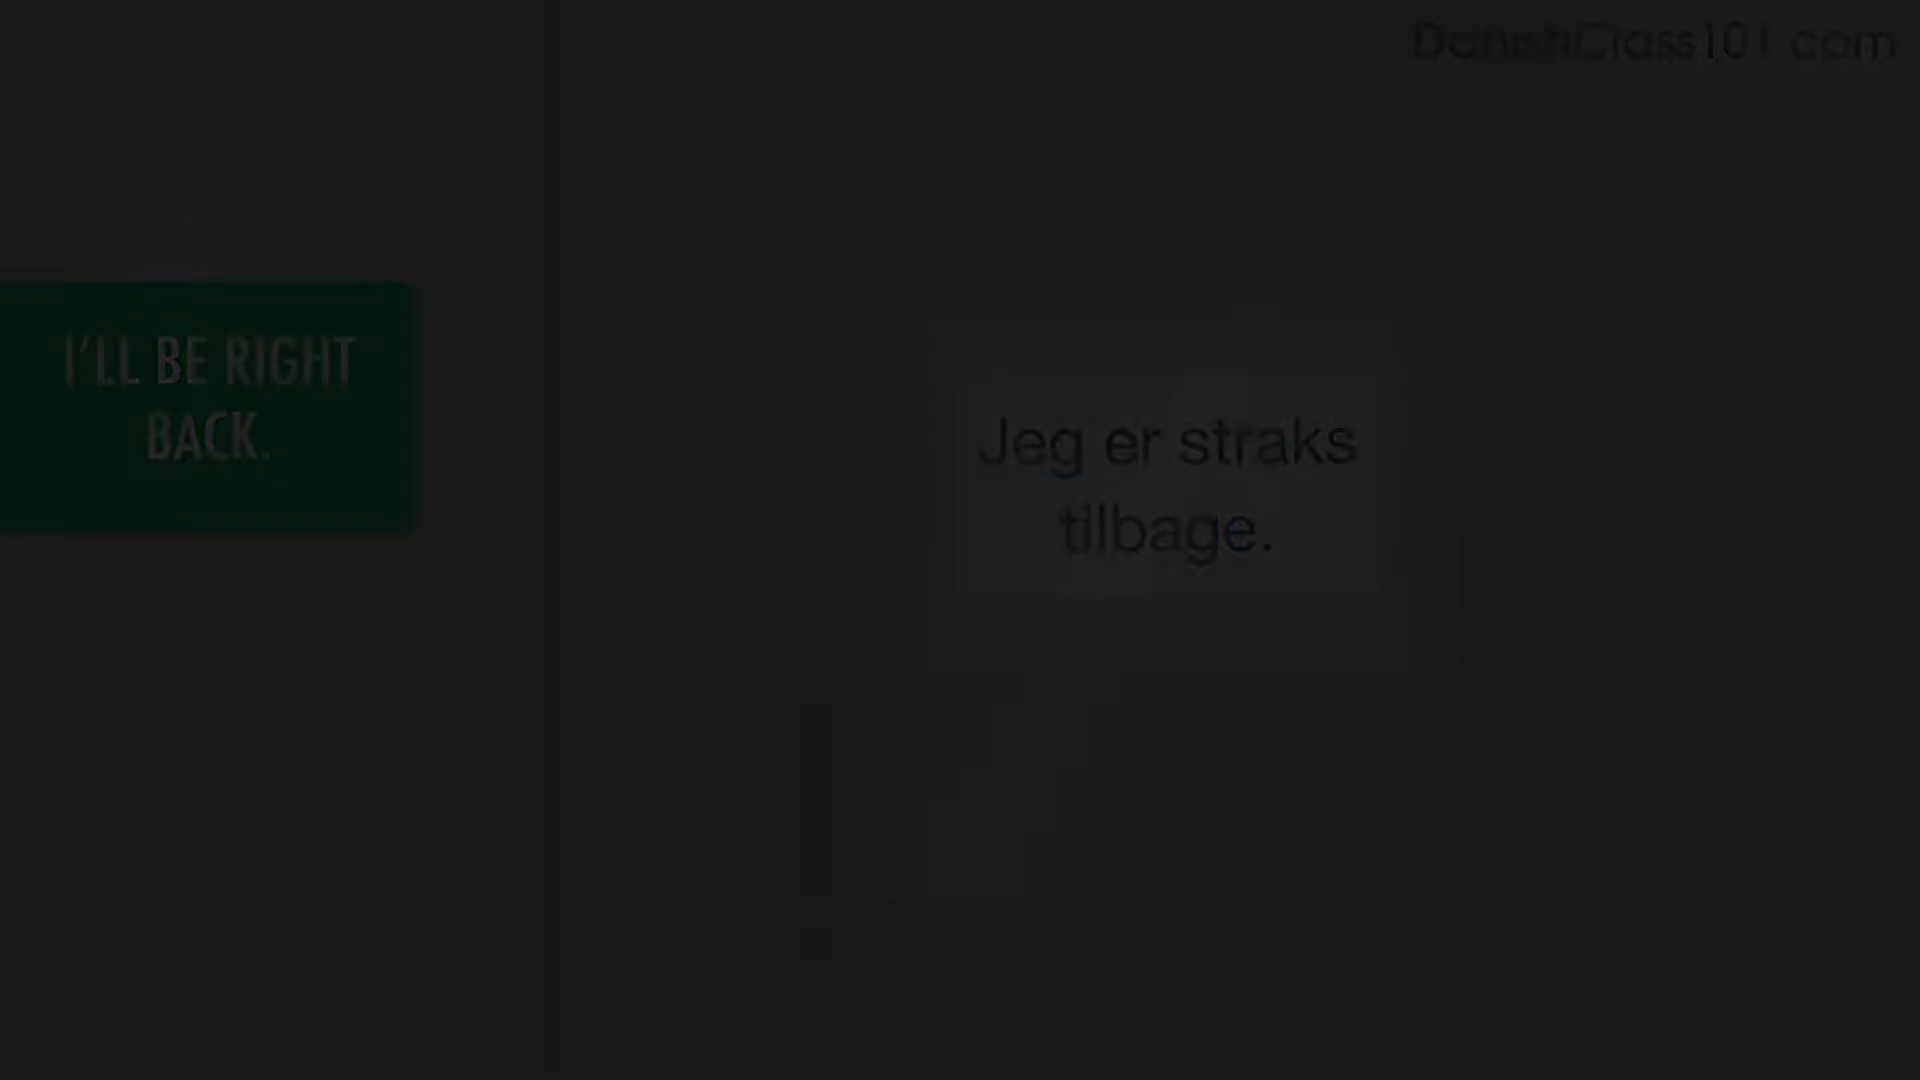 DanishClass101.com
I'LL BE RIGHT
BACK.
Jeg er straks
tilbage.